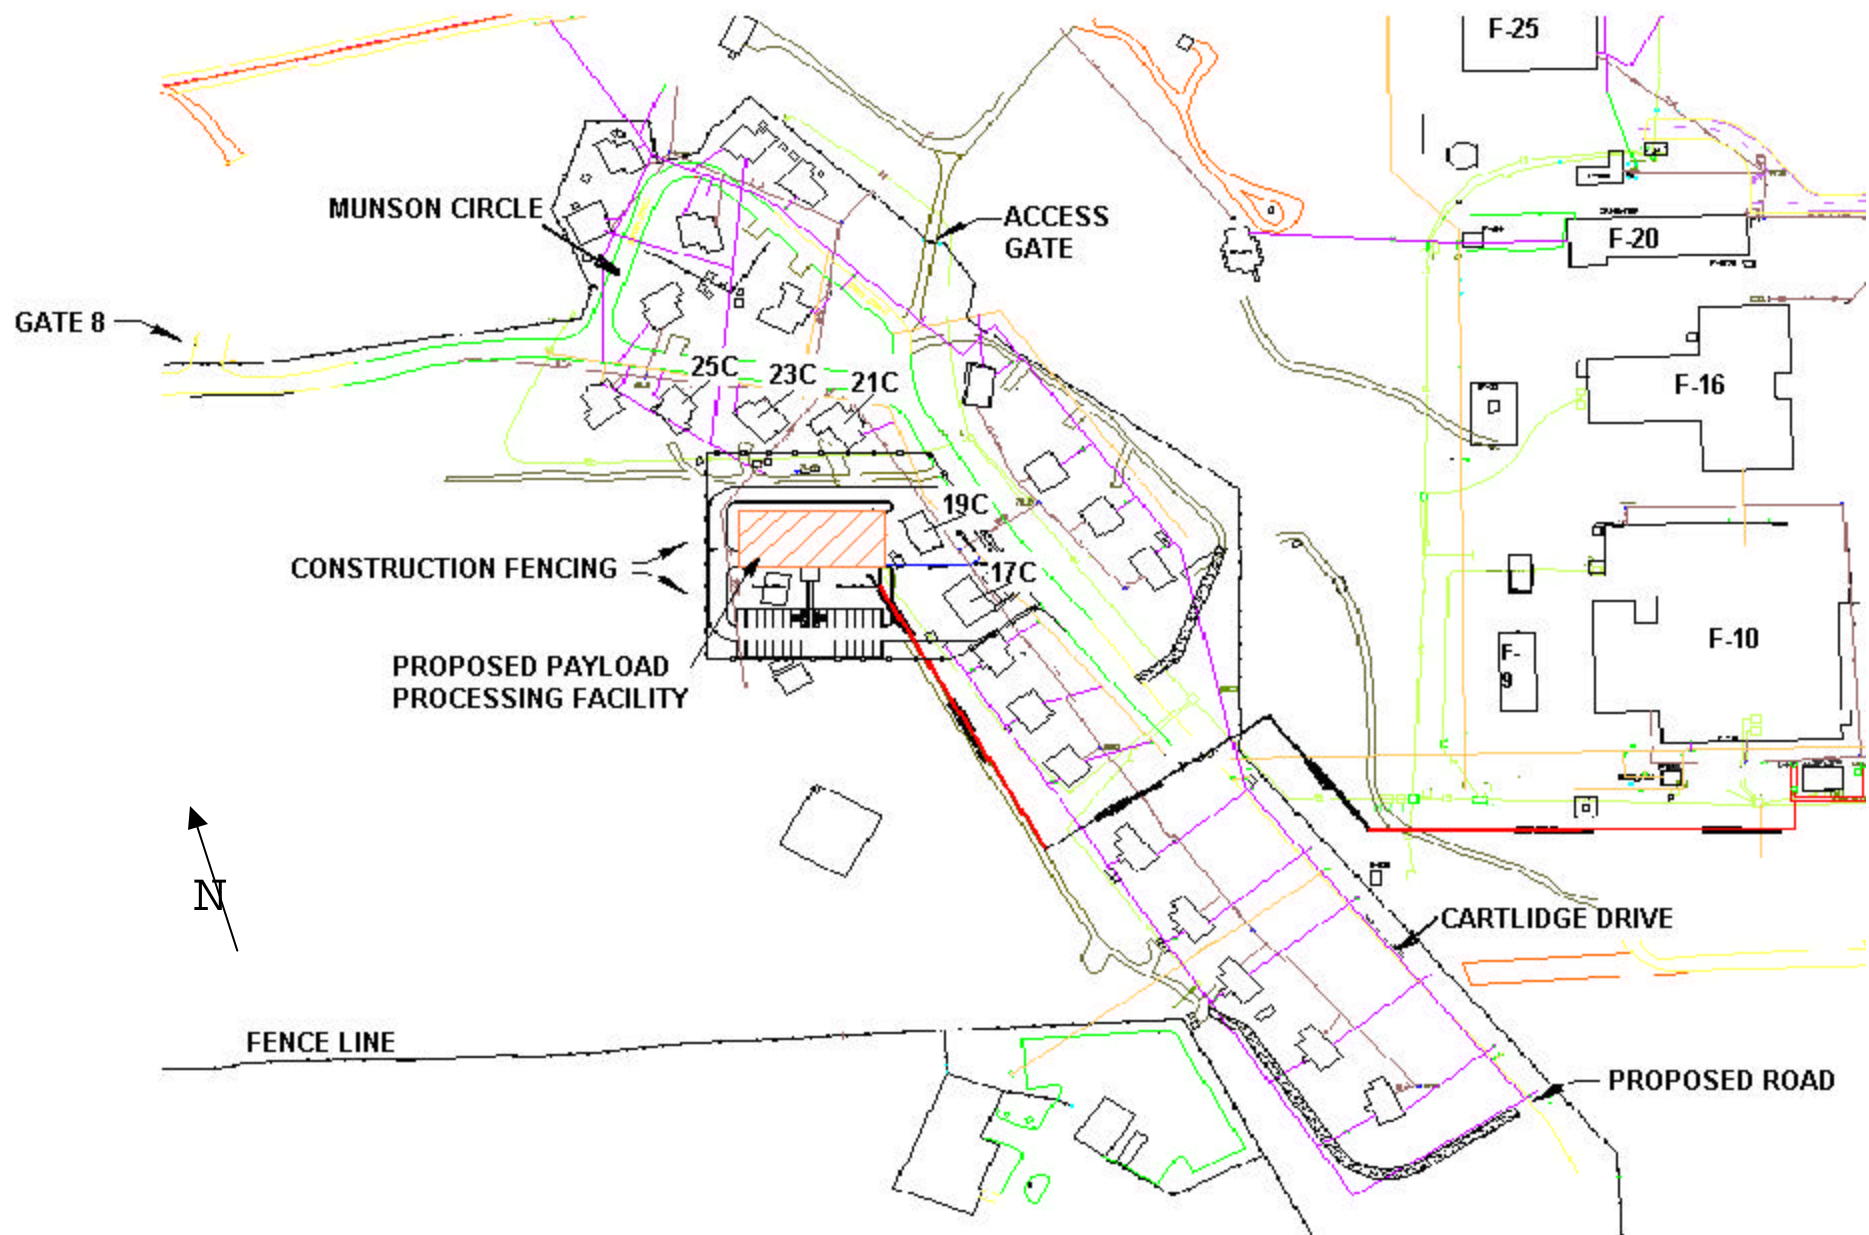 F-25
MUNSON CIRCLE
ACCESS
GATE
F-20
GATE 8
25C
23C
21C
F-16
19C
CONSTRUCTION FENCING
17C
F-10
F-
9
PROPOSED PAYLOAD
PROCESSING FACILITY
N
CARTLIDGE DRIVE
FENCE LINE
PROPOSED ROAD